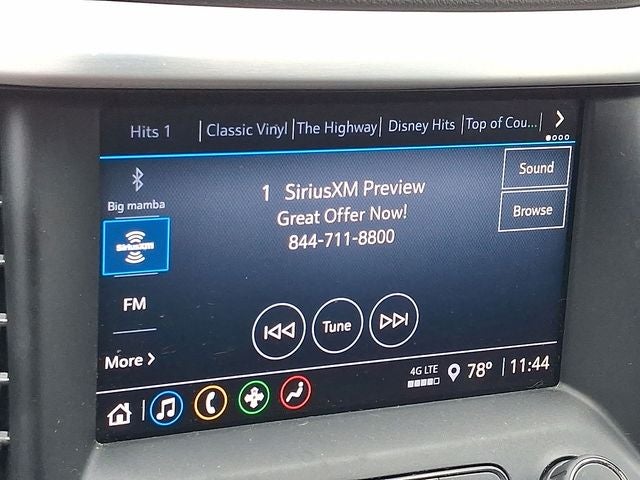 Hits 1 Classic Vinyl The Highway Disney Hits Top of Cou...
Big mamba
SiriusXM
FM
More
1 SiriusXM Preview
Great Offer Now!
844-711-8800
Sound
Browse
Tune
4G LTE 78° 11:44